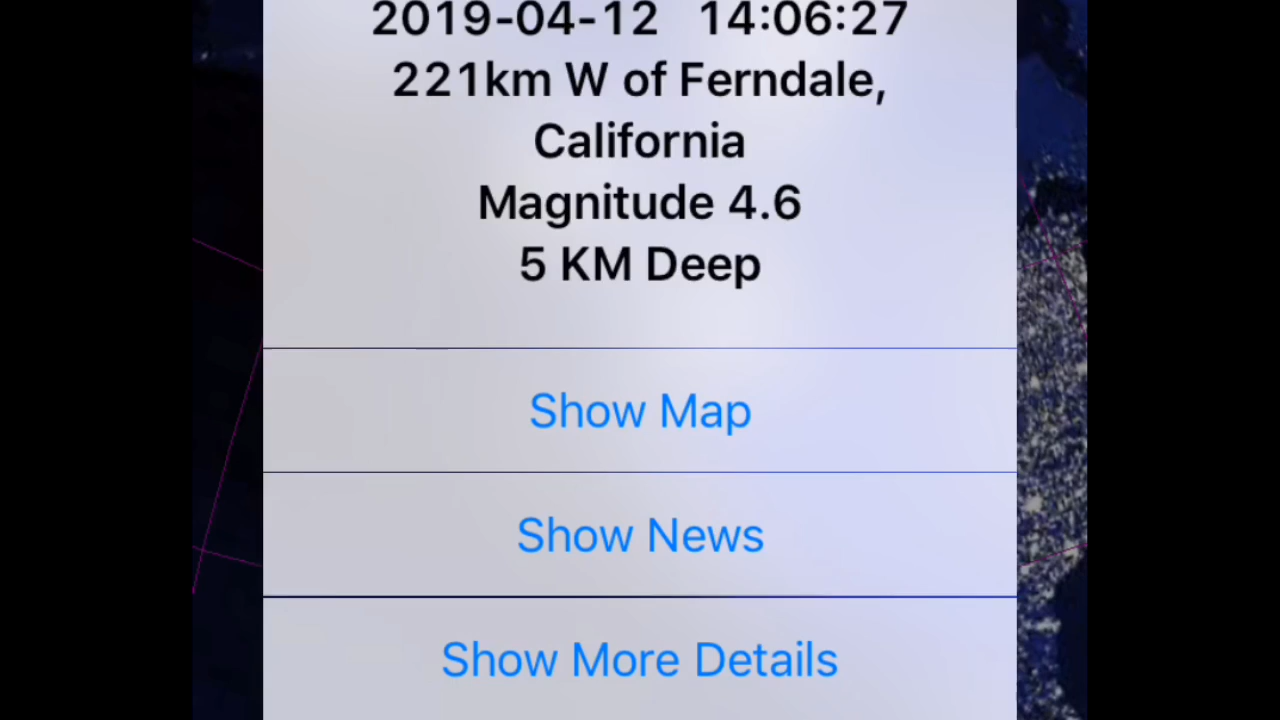 2019-04-12 14:06:27
221km W of Ferndale,
California
Magnitude 4.6
5 KM Deep
Show Map
Show News
Show More Details